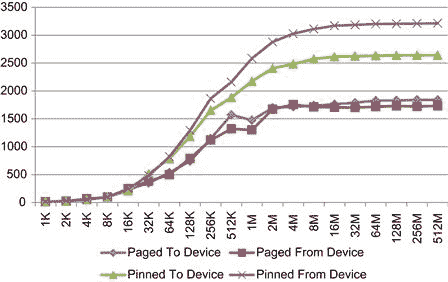 3500
3000
2500
2000
1500
1000
500
0
1K 2K 4K 8K 16K 32K 64K 128K 256K 512K 1M 2M 4M 8M 16M 32M 64M 128M 256M 512M
Paged To Device Paged From Device
Pinned To Device Pinned From Device